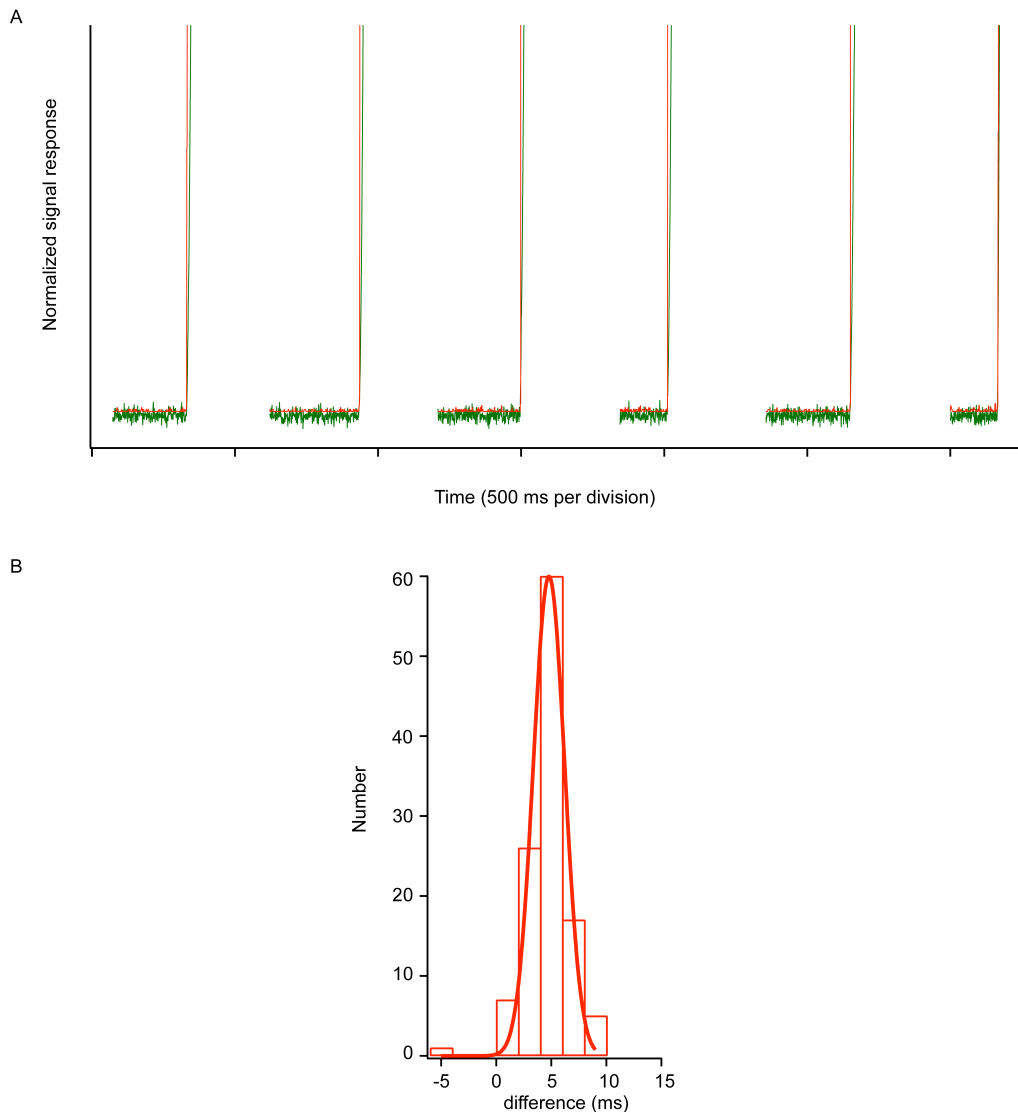 A
Normalized signal response
Time (500 ms per division)
B
Number
60
50
40
30
20
10
0
-5 0 5 10 15
difference (ms)